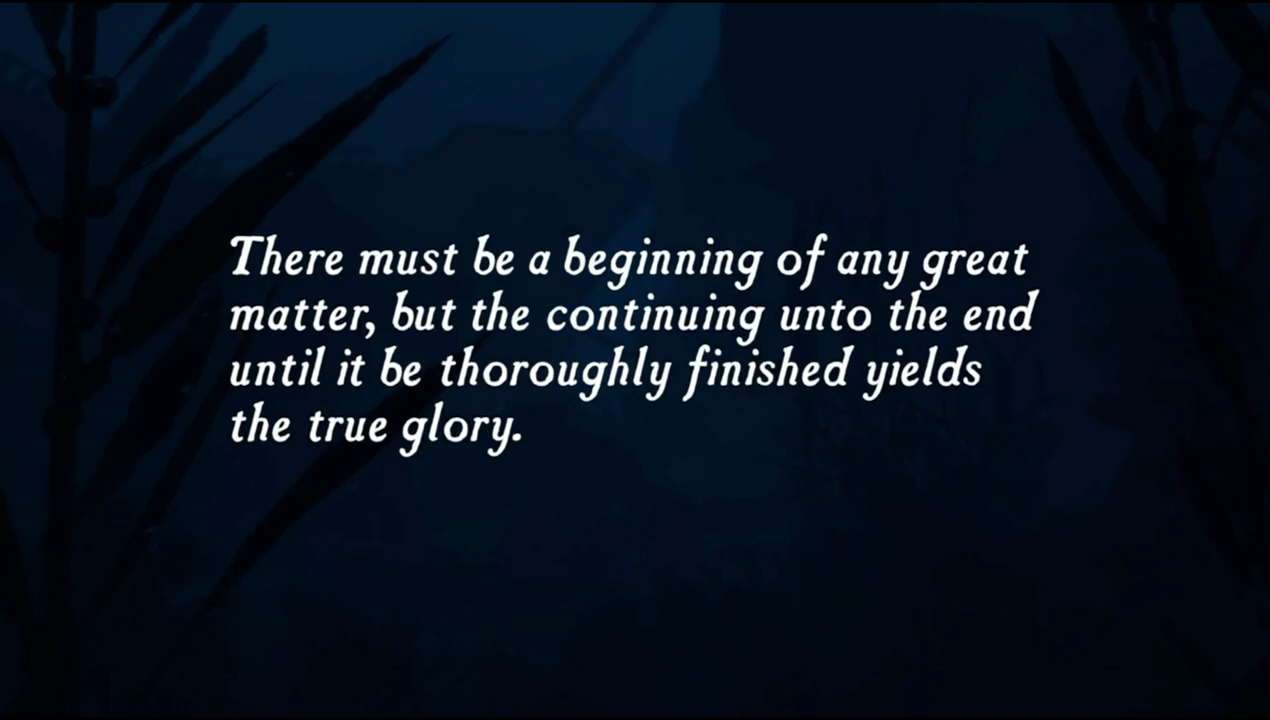 There must be a beginning of any great
matter, but the continuing unto the end
until it be thoroughly finished yields
the true glory.